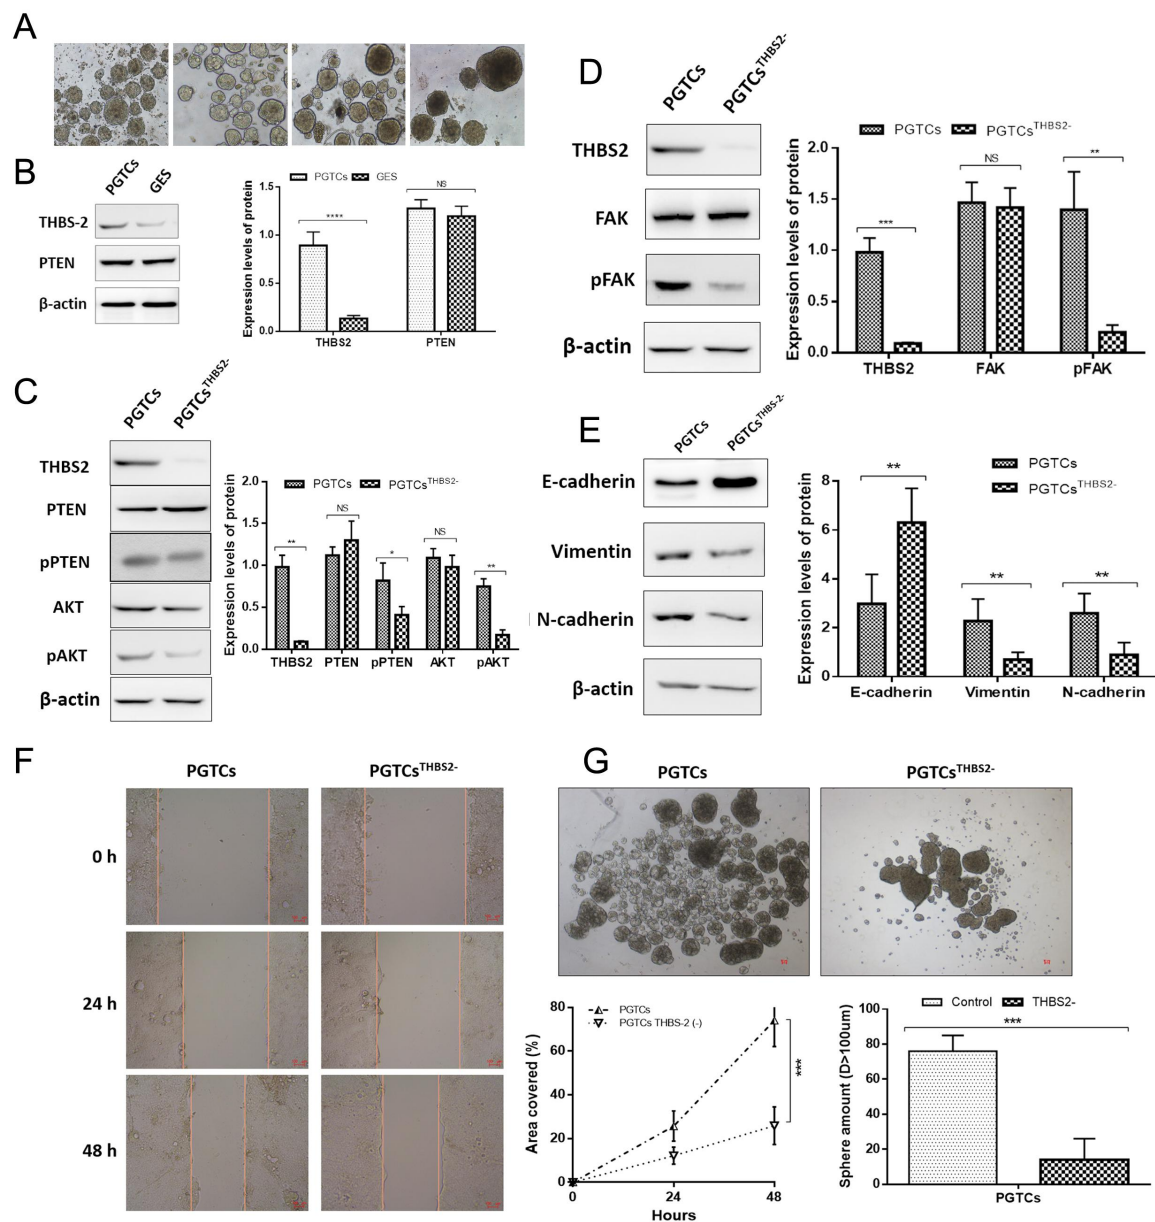 A
B
PGTCs
GES
THBS-2
PTEN
β-actin
Expression levels of protein
PGTCs
GES
1.5
1.0
0.5
0.0
****
NS
THBS2
PTEN
C
PGTCs
PGTCsTHBS2-
THBS2
PTEN
pPTEN
AKT
pAKT
β-actin
Expression levels of protein
PGTCs
PGTCsTHBS2-
2.0
1.5
1.0
0.5
0.0
**
NS
*
NS
**
THBS2
PTEN
pPTEN
AKT
pAKT
D
PGTCs
PGTCsTHBS2-
THBS2
FAK
pFAK
β-actin
Expression levels of protein
PGTCs
PGTCsTHBS2-
2.0
1.5
1.0
0.5
0.0
***
NS
**
THBS2
FAK
pFAK
E
PGTCs
PGTCsTHBS-2-
E-cadherin
Vimentin
N-cadherin
β-actin
Expression levels of protein
PGTCs
PGTCsTHBS2-
8
6
4
2
0
**
**
**
E-cadherin
Vimentin
N-cadherin
F
PGTCs
PGTCsTHBS2-
0 h
24 h
48 h
G
PGTCs
PGTCsTHBS2-
Area covered (%)
PGTCs
PGTCs THBS-2 (-)
80
60
40
20
0
***
0
24
48
Hours
Sphere amount (D>100um)
Control
THBS2-
100
80
60
40
20
0
***
PGTCs